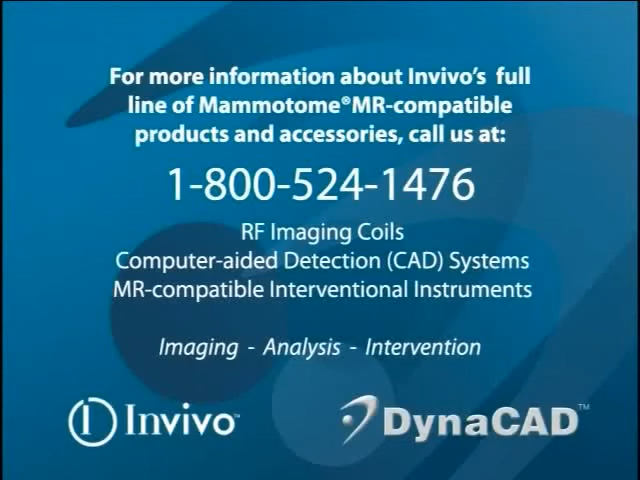 For more information about Invivo's full
line of Mammotome®MR-compatible
products and accessories, call us at:
1-800-524-1476
RF Imaging Coils
Computer-aided Detection (CAD) Systems
MR-compatible Interventional Instruments
Imaging - Analysis - Intervention
Invivo™ DynaCAD™